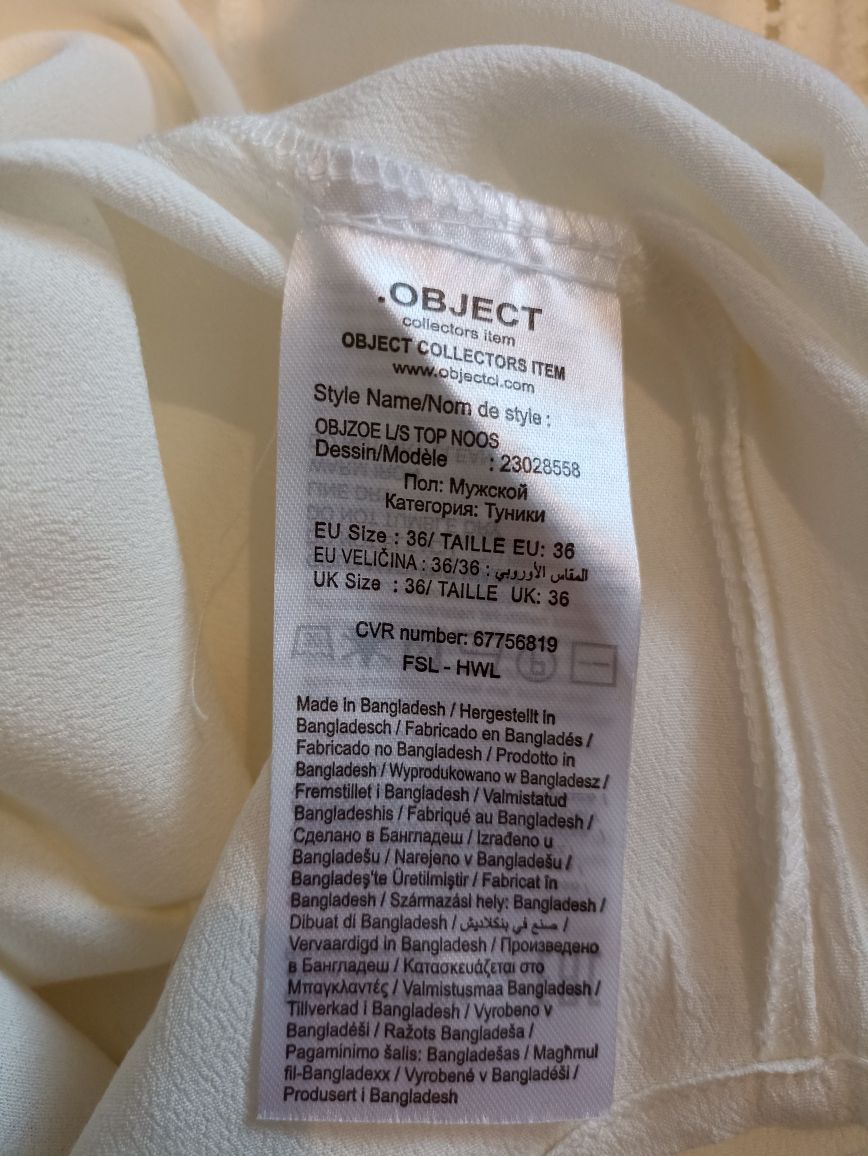 .OBJECT
collectors item
OBJECT COLLECTORS ITEM
www.objectci.com
Style Name/Nom de style :
OBJZOE L/S TOP NOOS
Dessin/Modèle : 23028558
Пол: Мужской
Категория: Туники
EU Size : 36/ TAILLE EU: 36
EU VELIČINA : 36/36 : المقاس الأوروبي
UK Size : 36/ TAILLE UK: 36
CVR number: 67756819
FSL - HWL
Made in Bangladesh / Hergestellt in
Bangladesch / Fabricado en Bangladés /
Fabricado no Bangladesh / Prodotto in
Bangladesh / Wyprodukowano w Bangladesz /
Fremstillet i Bangladesh / Valmistatud
Bangladeshis / Fabriqué au Bangladesh /
Сделано в Бангладеш / Izrađeno u
Bangladešu / Narejeno v Bangladešu /
Bangladeş'te Üretilmiştir / Fabricat în
Bangladesh / Származási hely: Bangladesh /
Dibuat di Bangladesh / صنع في بنكلاديش /
Vervaardigd in Bangladesh / Произведено
в Бангладеш / Κατασκευάζεται στο
Μπαγκλαντές / Valmistusmaa Bangladesh /
Tillverkad i Bangladesh / Vyrobeno v
Bangladéši / Ražots Bangladeša /
Pagaminimo šalis: Bangladešas / Magħmul
fil-Bangladexx / Vyrobené v Bangladéši /
Produsert i Bangladesh